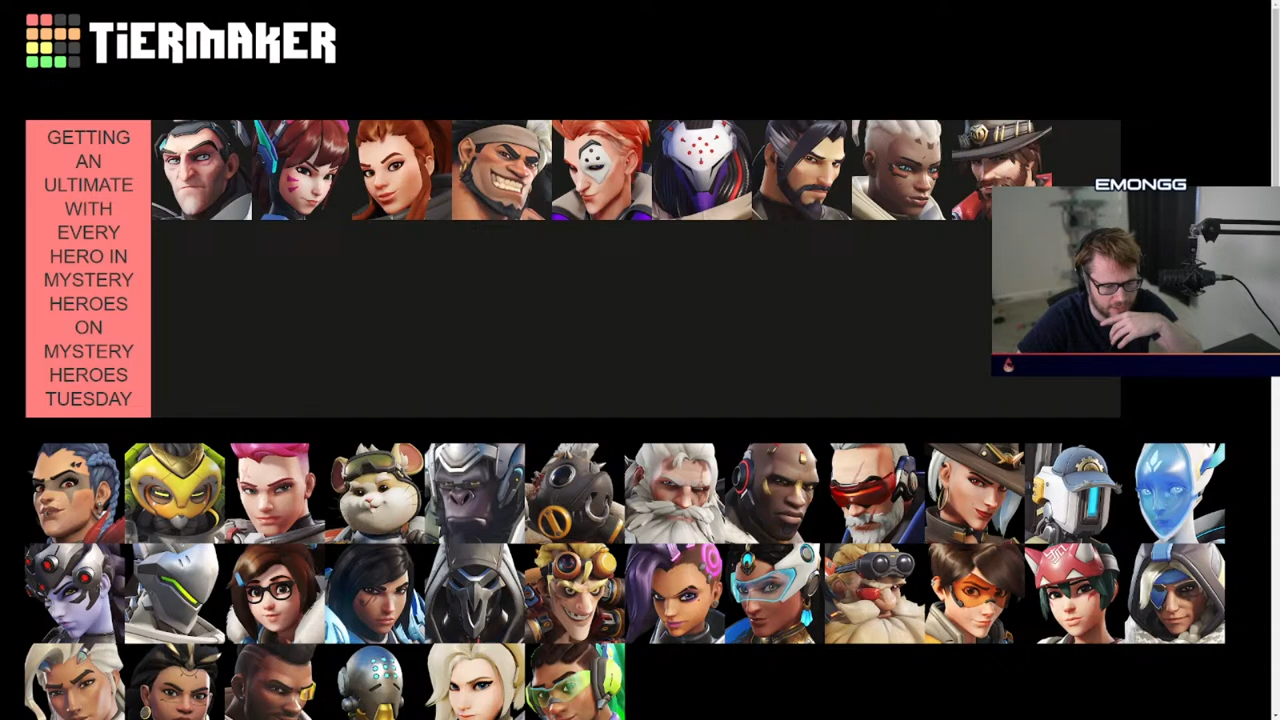 TiERMAKER
GETTING
AN
ULTIMATE
WITH
EVERY
HERO IN
MYSTERY
HEROES
ON
MYSTERY
HEROES
TUESDAY
EMONGG